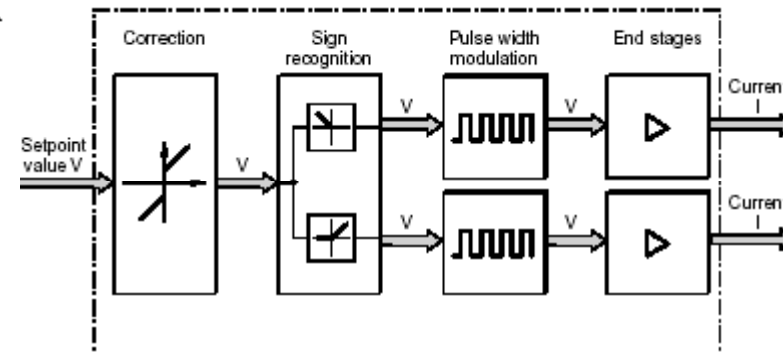 Correction
Sign
recognition
Pulse width
modulation
End stages
Setpoint
value V
V
V
V
V
V
Curren
I
Curren
I